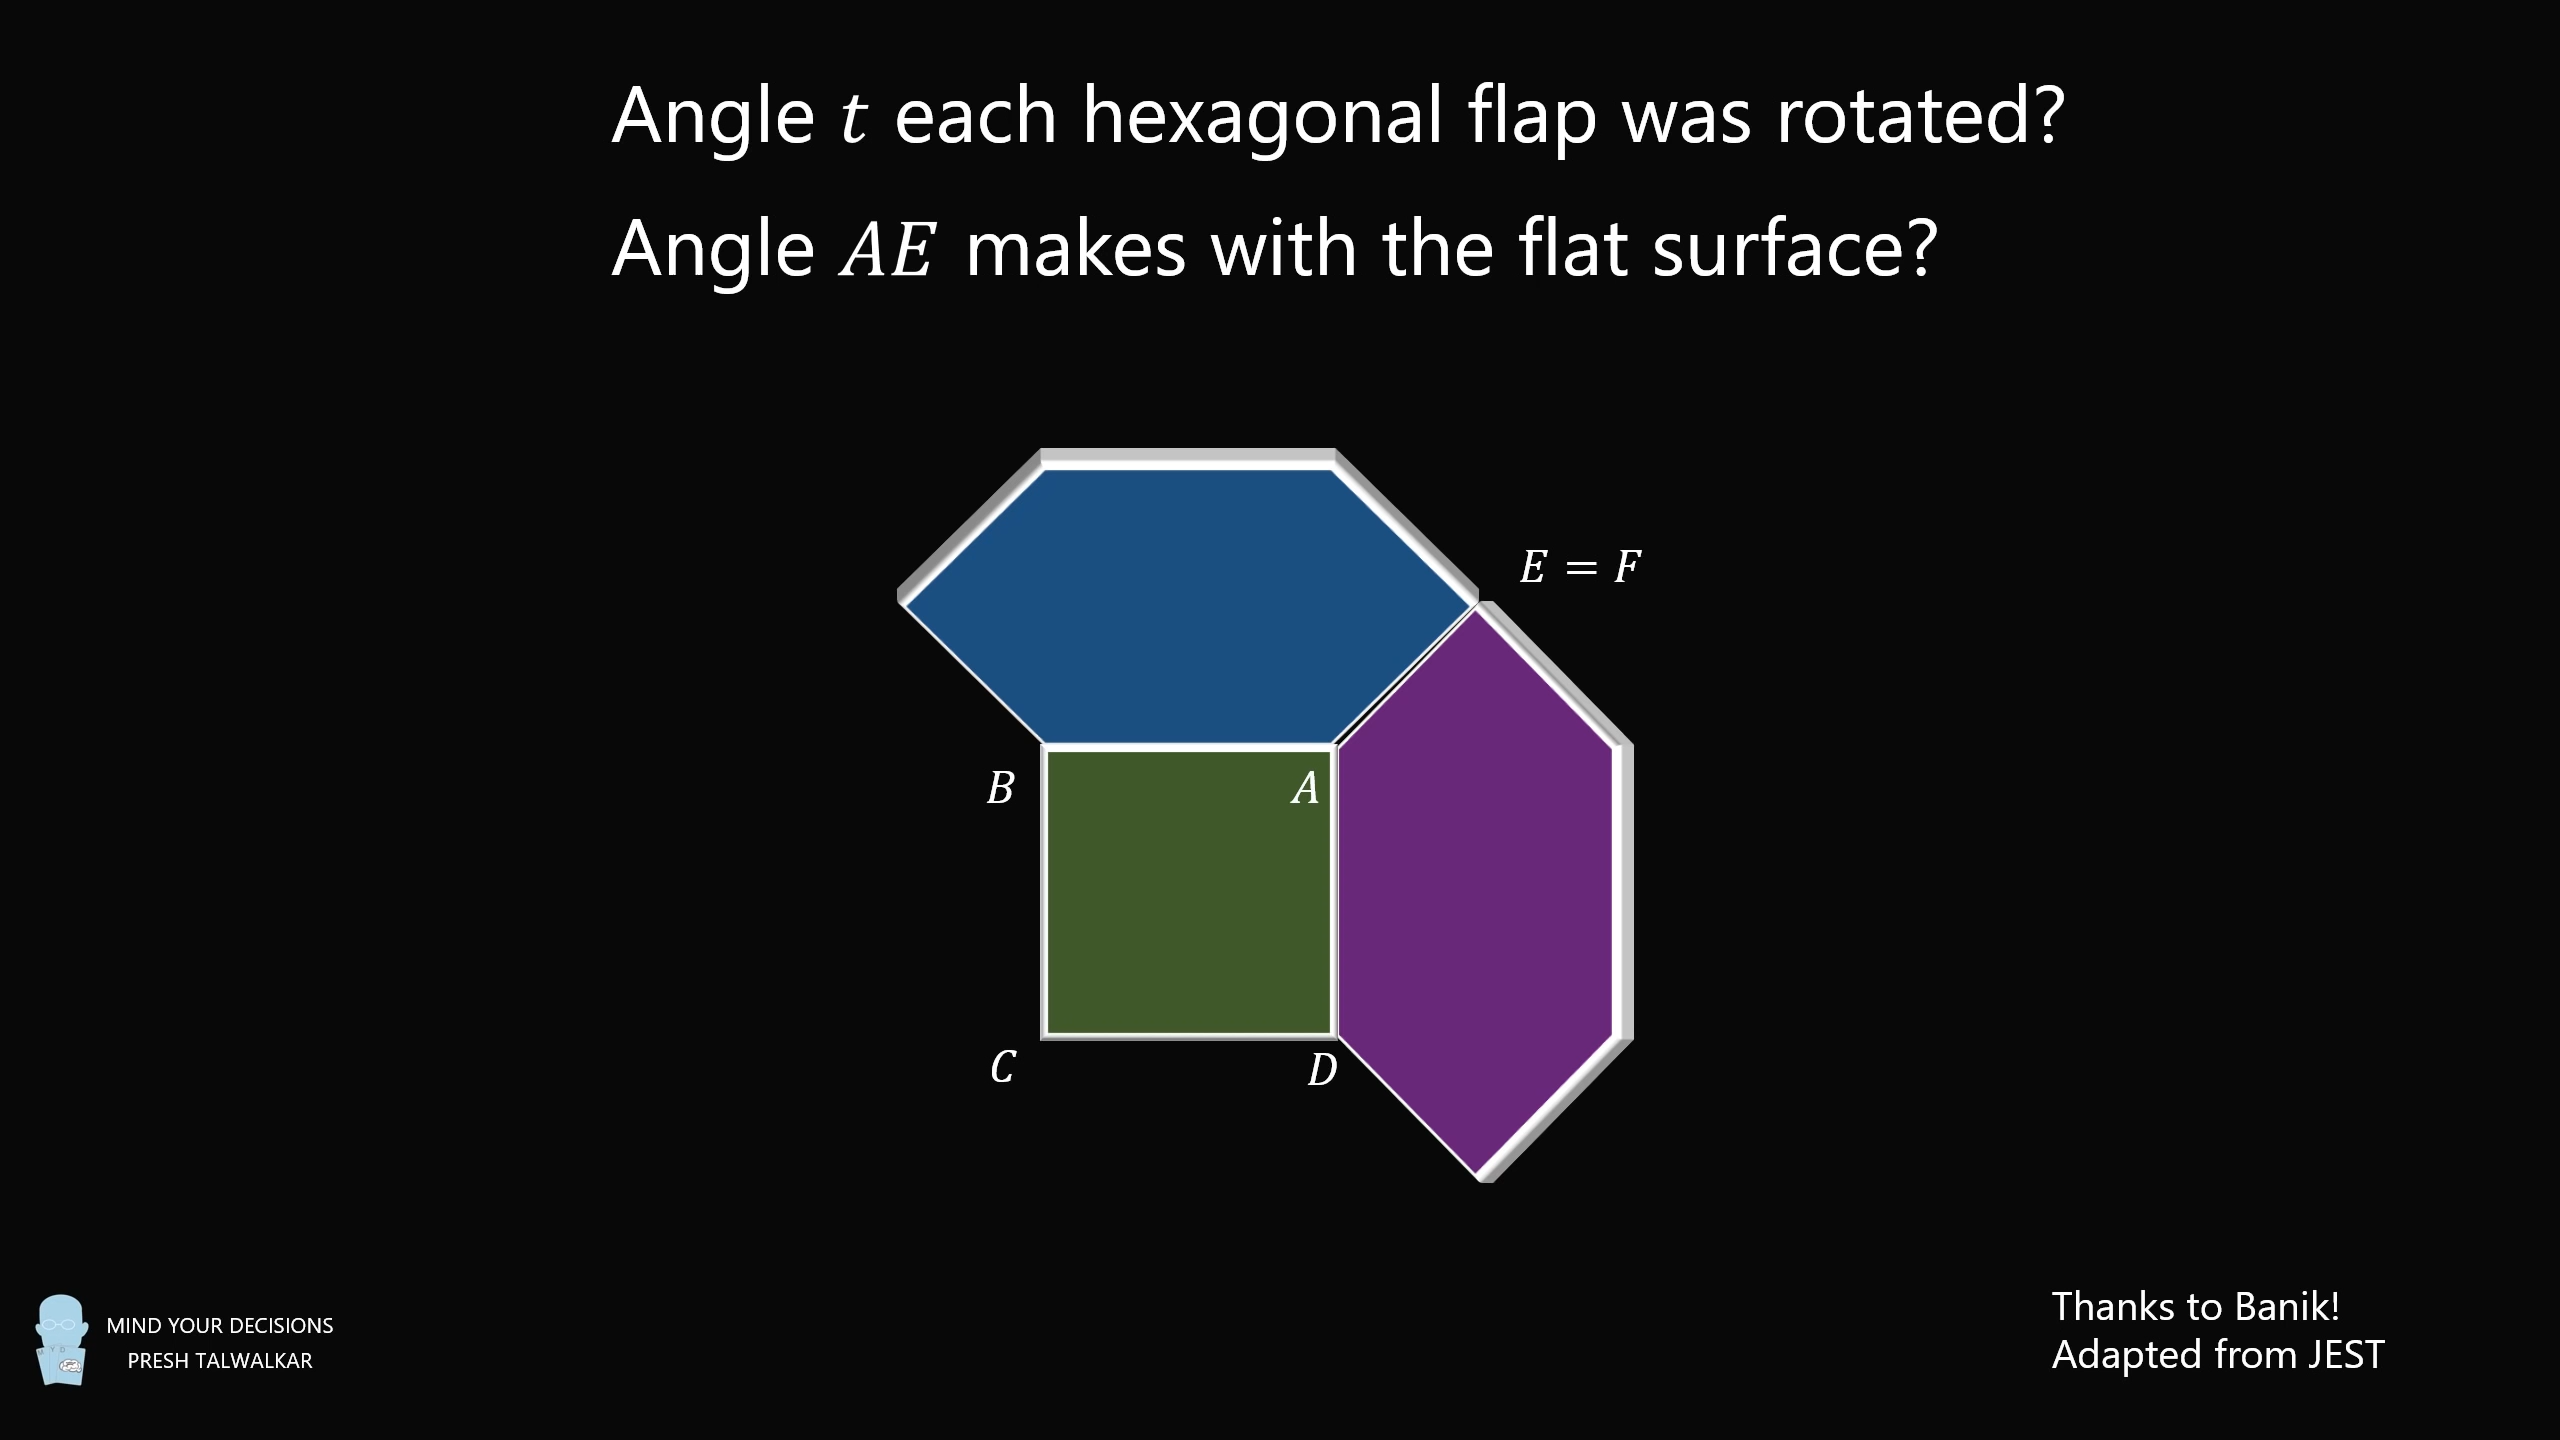 Angle t each hexagonal flap was rotated?
Angle AE makes with the flat surface?
E = F
B
A
C
D
MIND YOUR DECISIONS
PRESH TALWALKAR
Thanks to Banik!
Adapted from JEST